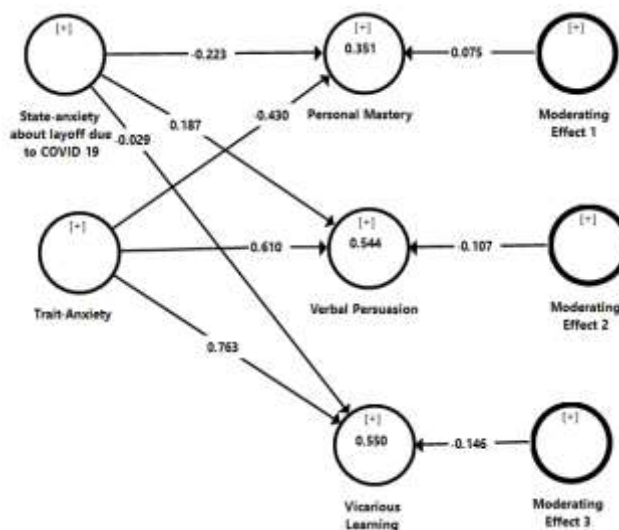 [+]
State-anxiety
about layoff due
to COVID 19
[+]
Trait-Anxiety
-0.223
0.187
-0.029
-0.430
0.610
0.763
[+]
0.351
Personal Mastery
[+]
0.544
Verbal Persuasion
[+]
0.550
Vicarious
Learning
0.075
-0.107
-0.146
[+]
Moderating
Effect 1
[+]
Moderating
Effect 2
[+]
Moderating
Effect 3